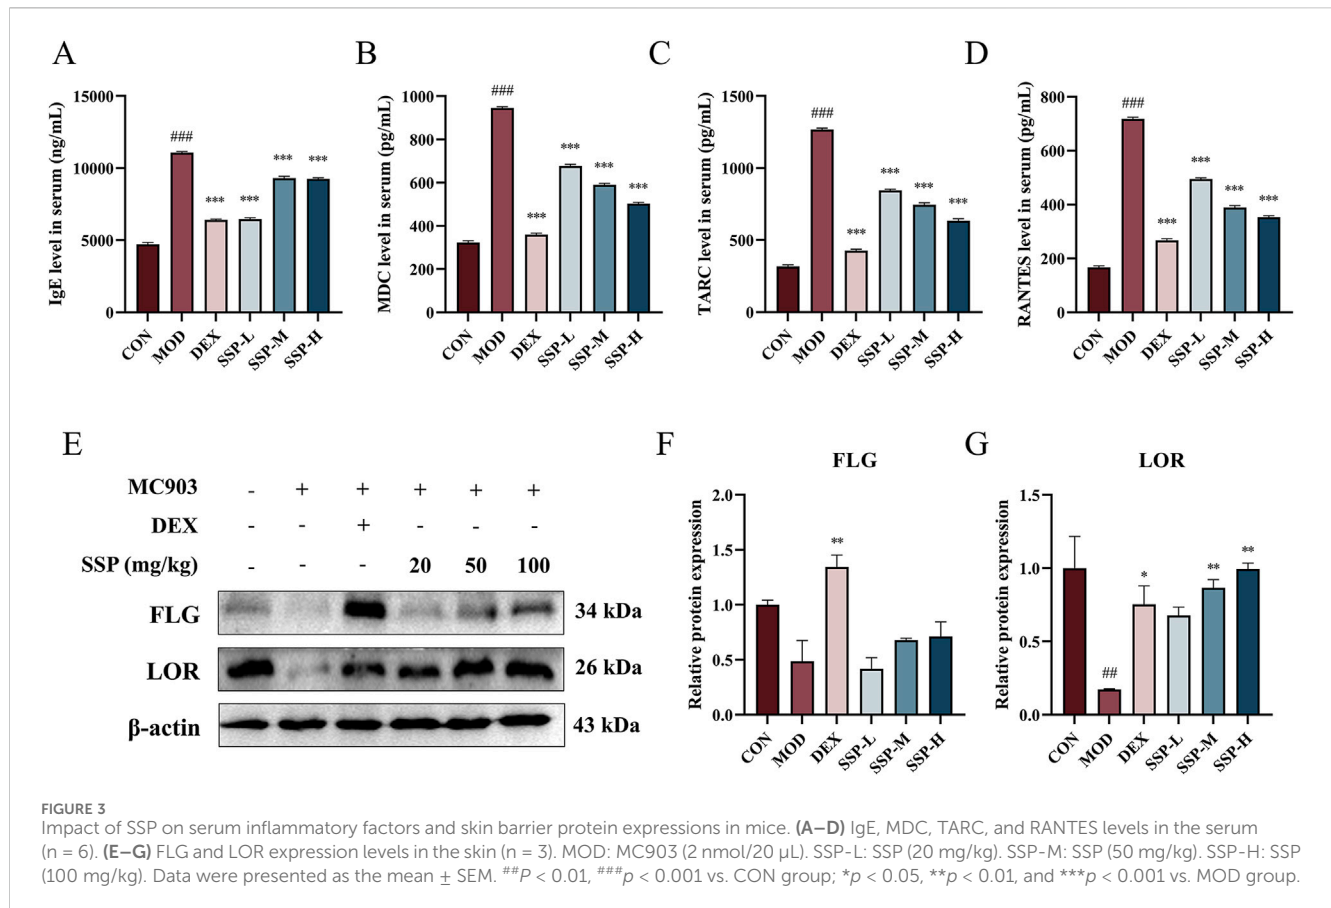 A
B
C
D
IgE level in serum (ng/mL)
15000
10000
5000
0
###
***
***
***
***
CON
MOD
DEX
SSP-L
SSP-M
SSP-H
MDC level in serum (pg/mL)
1000
800
600
400
200
0
###
***
***
***
***
CON
MOD
DEX
SSP-L
SSP-M
SSP-H
TARC level in serum (pg/mL)
1500
1000
500
0
###
***
***
***
***
CON
MOD
DEX
SSP-L
SSP-M
SSP-H
RANTES level in serum (pg/mL)
800
600
400
200
0
###
***
***
***
***
CON
MOD
DEX
SSP-L
SSP-M
SSP-H
E
MC903 - + + + + +
DEX - - + - - -
SSP (mg/kg) - - - 20 50 100
FLG 34 kDa
LOR 26 kDa
β-actin 43 kDa
F
FLG
Relative protein expression
2.0
1.5
1.0
0.5
0.0
**
CON
MOD
DEX
SSP-L
SSP-M
SSP-H
G
LOR
Relative protein expression
1.5
1.0
0.5
0.0
##
*
**
**
CON
MOD
DEX
SSP-L
SSP-M
SSP-H
FIGURE 3
Impact of SSP on serum inflammatory factors and skin barrier protein expressions in mice. (A–D) IgE, MDC, TARC, and RANTES levels in the serum
(n = 6). (E–G) FLG and LOR expression levels in the skin (n = 3). MOD: MC903 (2 nmol/20 μL). SSP-L: SSP (20 mg/kg). SSP-M: SSP (50 mg/kg). SSP-H: SSP
(100 mg/kg). Data were presented as the mean ± SEM. ##P < 0.01, ###p < 0.001 vs. CON group; *p < 0.05, **p < 0.01, and ***p < 0.001 vs. MOD group.